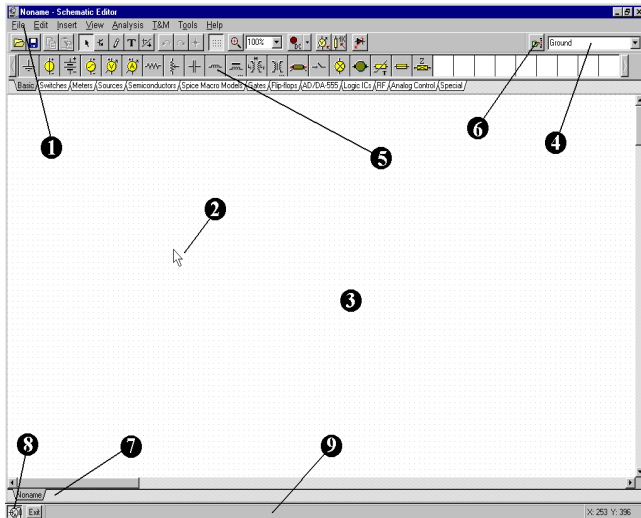 Noname - Schematic Editor
File Edit Insert View Analysis T&M Tools Help
T 100% DC Ground
V A Z
Basic Switches Meters Sources Semiconductors Spice Macro Models Gates Flip-flops AD/DA-555 Logic ICs RF Analog Control Special
1
5
6
4
2
3
8
7
9
Noname
Exit X: 253 Y: 396